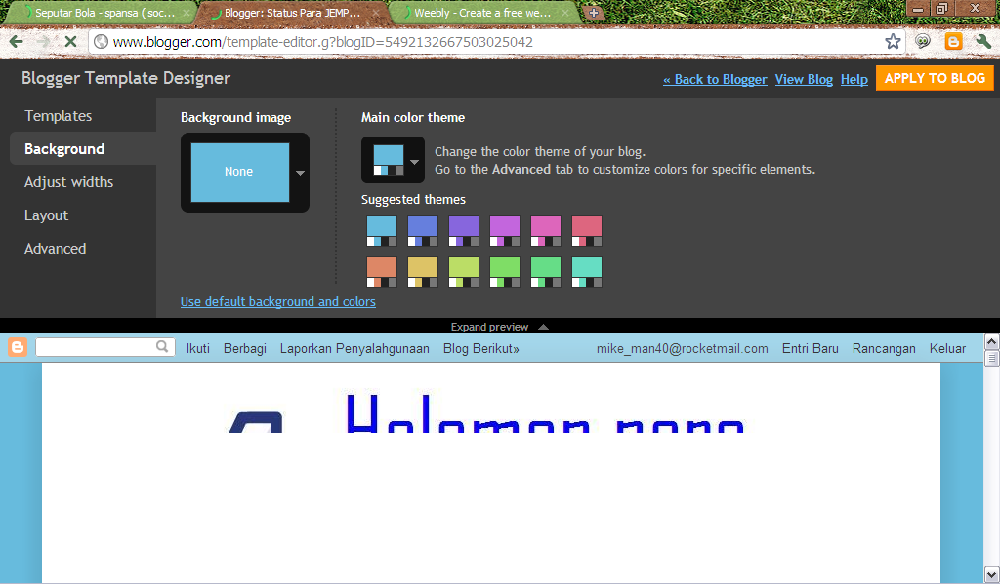 Seputar Bola - spansa ( soc...
Blogger: Status Para JEMP...
Weebly - Create a free we...
www.blogger.com/template-editor.g?blogID=5492132667503025042
Blogger Template Designer
« Back to Blogger View Blog Help APPLY TO BLOG
Templates
Background
Adjust widths
Layout
Advanced
Background image
None
Main color theme
Change the color theme of your blog.
Go to the Advanced tab to customize colors for specific elements.
Suggested themes
Use default background and colors
Expand preview
Ikuti Berbagi Laporkan Penyalahgunaan Blog Berikut» mike_man40@rocketmail.com Entri Baru Rancangan Keluar